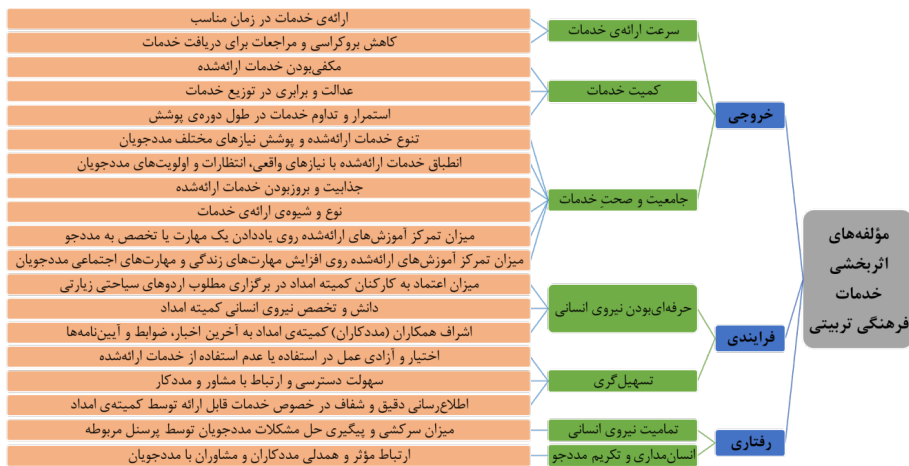 مؤلفه‌های
اثربخشی
خدمات
فرهنگی تربیتی
خروجی
سرعت ارائه‌ی خدمات
ارائه‌ی خدمات در زمان مناسب
کاهش بروکراسی و مراجعات برای دریافت خدمات
کمیت خدمات
مکفی‌بودن خدمات ارائه‌شده
عدالت و برابری در توزیع خدمات
استمرار و تداوم خدمات در طول دوره‌ی پوشش
جامعیت و صحتِ خدمات
تنوع خدمات ارائه‌شده و پوشش نیازهای مختلف مددجویان
انطباق خدمات ارائه‌شده با نیازهای واقعی، انتظارات و اولویت‌های مددجویان
جذابیت و بروزبودن خدمات ارائه‌شده
نوع و شیوه‌ی ارائه‌ی خدمات
میزان تمرکز آموزش‌های ارائه‌شده روی یاددادن یک مهارت یا تخصص به مددجو
میزان تمرکز آموزش‌های ارائه‌شده روی افزایش مهارت‌های زندگی و مهارت‌های اجتماعی مددجویان
فرایندی
حرفه‌ای‌بودن نیروی انسانی
میزان اعتماد به کارکنان کمیته امداد در برگزاری مطلوب اردوهای سیاحتی زیارتی
دانش و تخصص نیروی انسانی کمیته امداد
اشراف همکاران (مددکاران) کمیته‌ی امداد به آخرین اخبار، ضوابط و آیین‌نامه‌ها
تسهیل‌گری
اختیار و آزادی عمل در استفاده یا عدم استفاده از خدمات ارائه‌شده
سهولت دسترسی و ارتباط با مشاور و مددکار
اطلاع‌رسانی دقیق و شفاف در خصوص خدمات قابل ارائه توسط کمیته‌ی امداد
رفتاری
تمامیت نیروی انسانی
میزان سرکشی و پیگیری حل مشکلات مددجویان توسط پرسنل مربوطه
انسان‌مداری و تکریم مددجو
ارتباط مؤثر و همدلی مددکاران و مشاوران با مددجویان